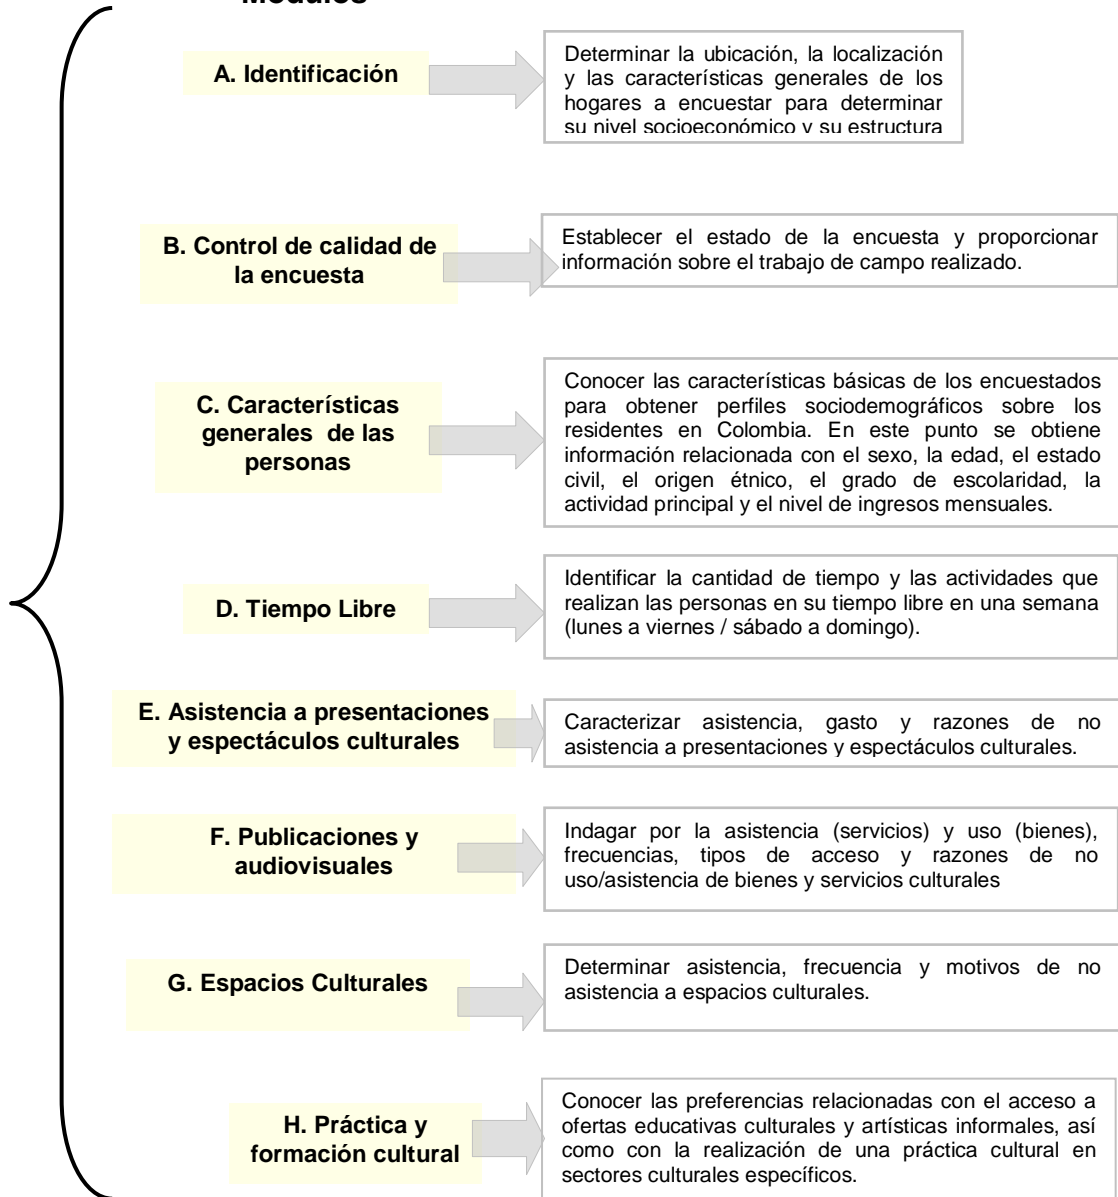 Módulos
A. Identificación
Determinar la ubicación, la localización
y las características generales de los
hogares a encuestar para determinar
su nivel socioeconómico y su estructura
B. Control de calidad de
la encuesta
Establecer el estado de la encuesta y proporcionar
información sobre el trabajo de campo realizado.
C. Características
generales de las
personas
Conocer las características básicas de los encuestados
para obtener perfiles sociodemográficos sobre los
residentes en Colombia. En este punto se obtiene
información relacionada con el sexo, la edad, el estado
civil, el origen étnico, el grado de escolaridad, la
actividad principal y el nivel de ingresos mensuales.
D. Tiempo Libre
Identificar la cantidad de tiempo y las actividades que
realizan las personas en su tiempo libre en una semana
(lunes a viernes / sábado a domingo).
E. Asistencia a presentaciones
y espectáculos culturales
Caracterizar asistencia, gasto y razones de no
asistencia a presentaciones y espectáculos culturales.
F. Publicaciones y
audiovisuales
Indagar por la asistencia (servicios) y uso (bienes),
frecuencias, tipos de acceso y razones de no
uso/asistencia de bienes y servicios culturales
G. Espacios Culturales
Determinar asistencia, frecuencia y motivos de no
asistencia a espacios culturales.
H. Práctica y
formación cultural
Conocer las preferencias relacionadas con el acceso a
ofertas educativas culturales y artísticas informales, así
como con la realización de una práctica cultural en
sectores culturales específicos.